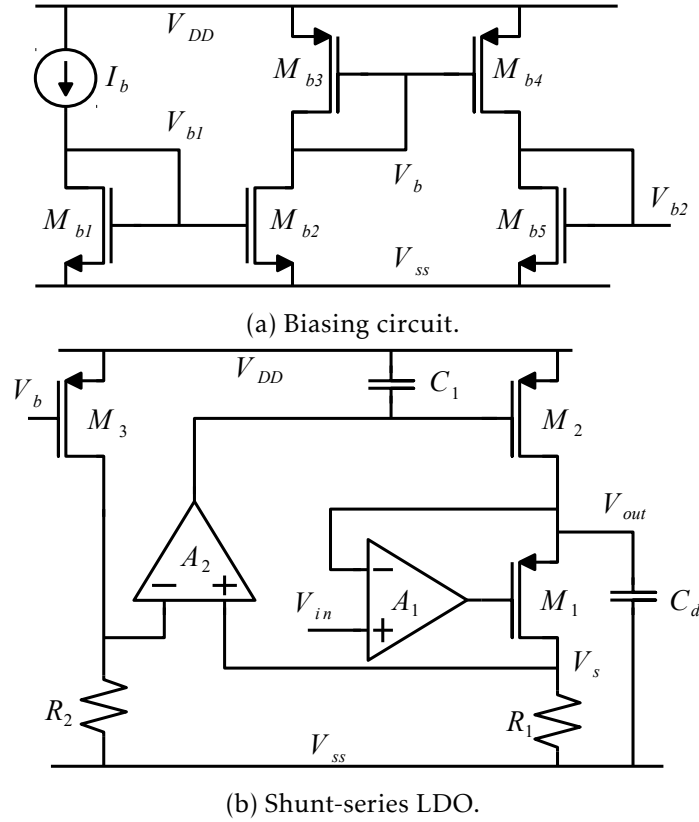 V_DD
I_b
M_b3
M_b4
V_b1
V_b
V_b2
M_b1
M_b2
M_b5
V_ss
(a) Biasing circuit.
V_b
V_DD
C_1
M_3
M_2
V_out
A_2
− +
−
V_in
A_1
M_1
C_d
+
V_s
R_2
R_1
V_ss
(b) Shunt-series LDO.